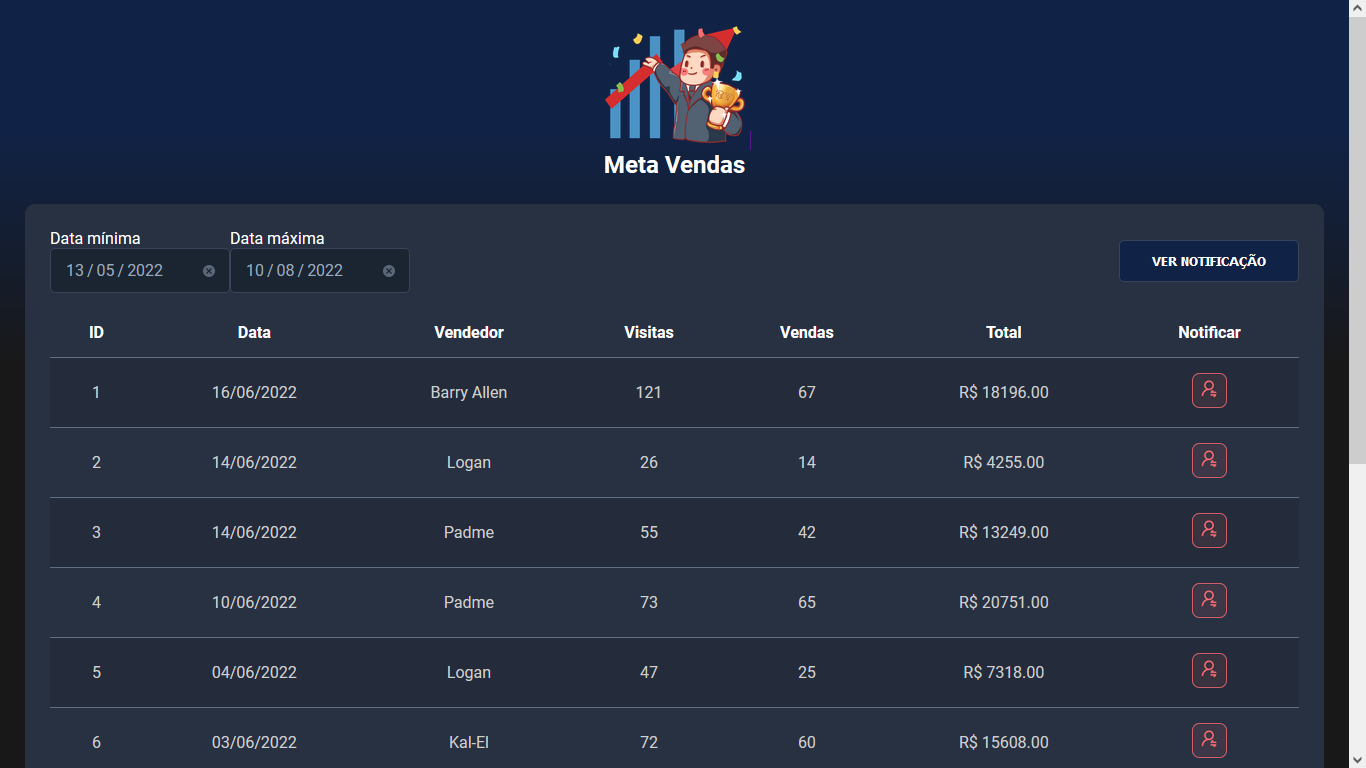 Meta Vendas
Data mínima Data máxima
13 / 05 / 2022 10 / 08 / 2022 VER NOTIFICAÇÃO
ID Data Vendedor Visitas Vendas Total Notificar
1 16/06/2022 Barry Allen 121 67 R$ 18196.00
2 14/06/2022 Logan 26 14 R$ 4255.00
3 14/06/2022 Padme 55 42 R$ 13249.00
4 10/06/2022 Padme 73 65 R$ 20751.00
5 04/06/2022 Logan 47 25 R$ 7318.00
6 03/06/2022 Kal-El 72 60 R$ 15608.00